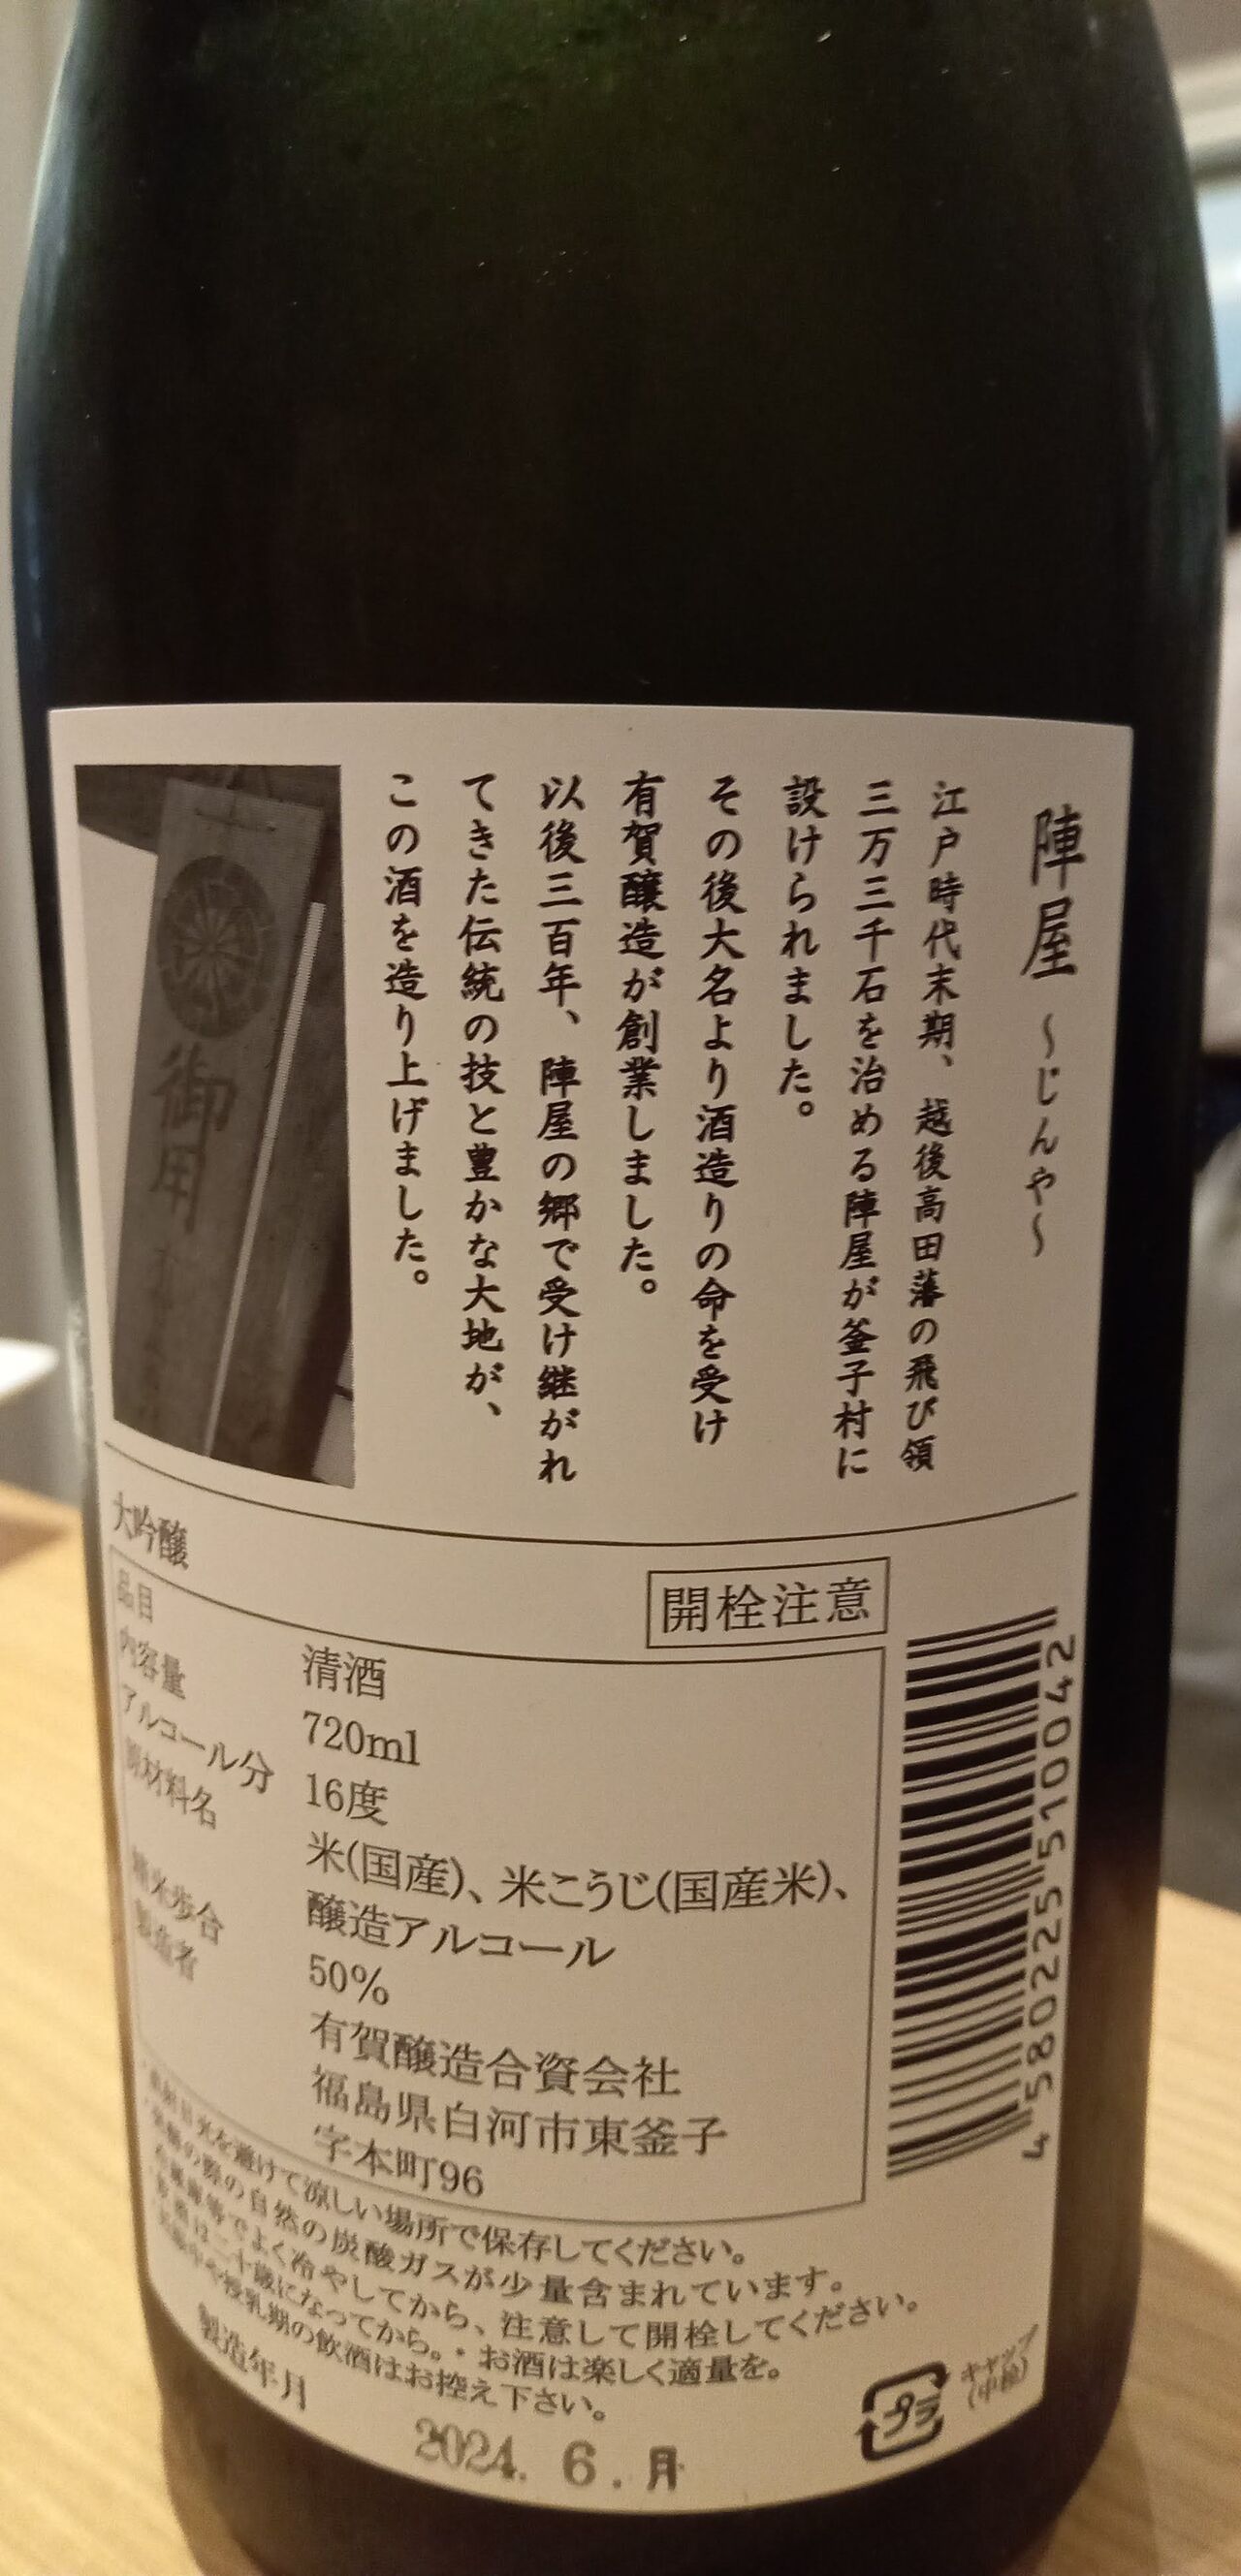 陣屋 〜じんや〜
江戸時代末期、越後高田藩の飛び領
三万三千石を治める陣屋が釜子村に
設けられました。
その後大名より酒造りの命を受け
有賀醸造が創業しました。
以後三百年、陣屋の郷で受け継がれ
てきた伝統の技と豊かな大地が、
この酒を造り上げました。
御用
大吟醸
開栓注意
品目 清酒
内容量 720ml
アルコール分 16度
原材料名 米(国産)、米こうじ(国産米)、
醸造アルコール
精米歩合 50%
製造者 有賀醸造合資会社
福島県白河市東釜子
字本町96
4 580225 510042
光を避けて涼しい場所で保存してください。
の際の自然の炭酸ガスが少量含まれています。
等でよく冷やしてから、注意して開栓してください。
は二十歳になってから。・お酒は楽しく適量を。
や授乳期の飲酒はお控え下さい。
製造年月
2024. 6. 月
プラ
キャップ
(中栓)